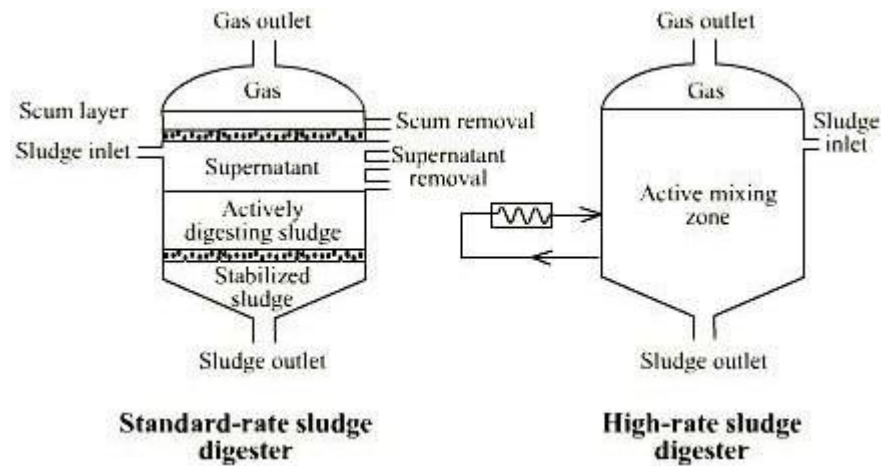 Gas outlet
Gas
Scum layer
Scum removal
Sludge inlet
Supernatant
Supernatant
removal
Actively
digesting sludge
Stabilized
sludge
Sludge outlet
Standard-rate sludge
digester
Gas outlet
Gas
Sludge
inlet
Active mixing
zone
Sludge outlet
High-rate sludge
digester